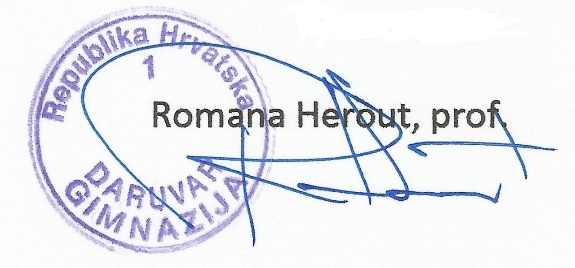 Republika Hrvatska
1
Romana Herout, prof.
DARUVAR
GIMNAZIJA